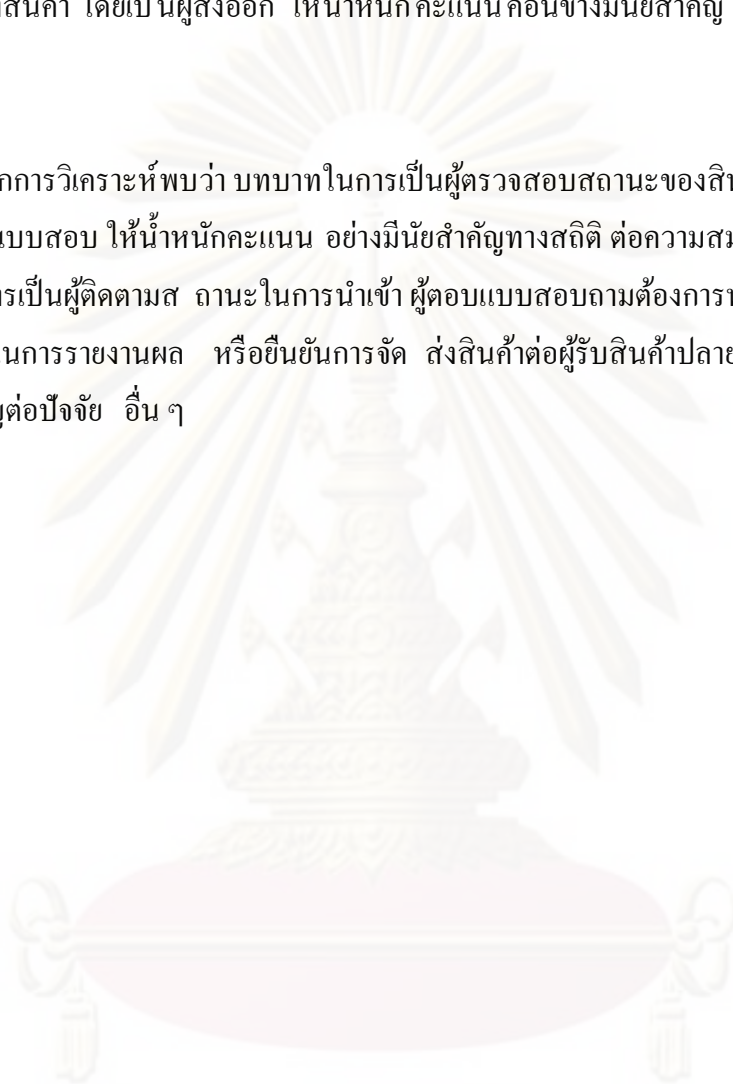 สินค้า โดยเป็นผู้ส่งออก ให้น้ำหนักคะแนนค่อนข้างมีนัยสำคัญ
การวิเคราะห์พบว่า บทบาทในการเป็นผู้ตรวจสอบสถานะของสิน
แบบสอบ ให้น้ำหนักคะแนน อย่างมีนัยสำคัญทางสถิติ ต่อความสม
การเป็นผู้ติดตามส ถานะในการนำเข้า ผู้ตอบแบบสอบถามต้องการ
ในการรายงานผล หรือยืนยันการจัด ส่งสินค้าต่อผู้รับสินค้าปลาย
ต่อปัจจัย อื่น ๆ